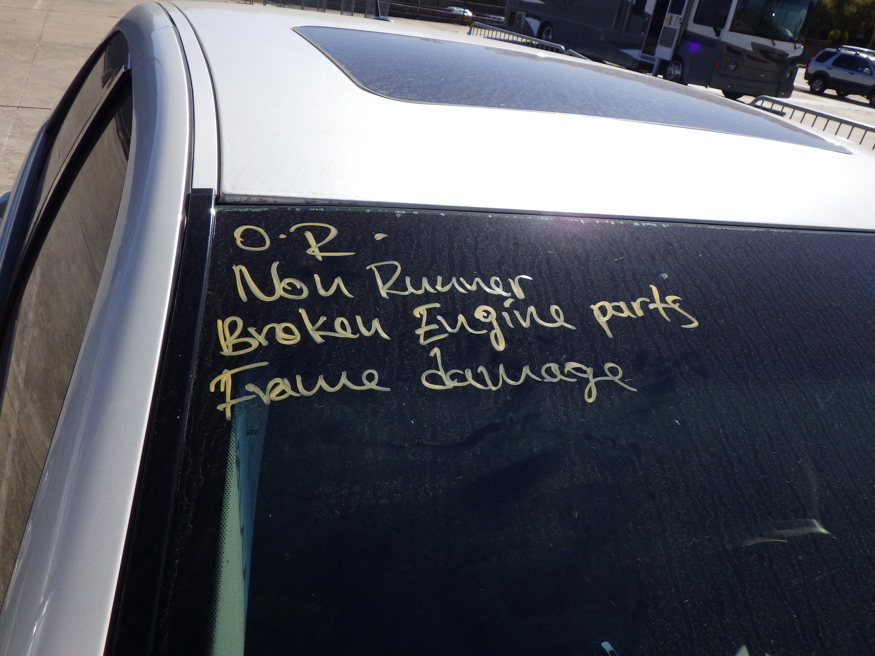 O.R.
Non Runner
Broken Engine parts
Frame damage